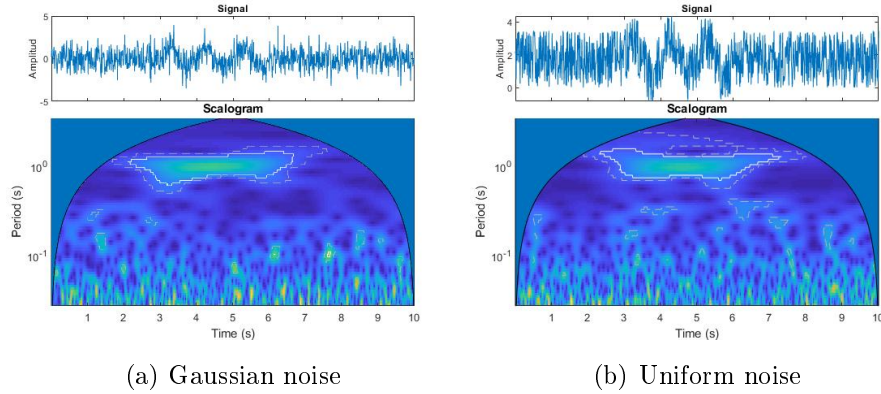 Signal
Amplitud
5
0
-5
Scalogram
Period (s)
10^0
10^-1
1 2 3 4 5 6 7 8 9 10
Time (s)
(a) Gaussian noise
Signal
Amplitud
4
2
0
Scalogram
Period (s)
10^0
10^-1
1 2 3 4 5 6 7 8 9 10
Time (s)
(b) Uniform noise